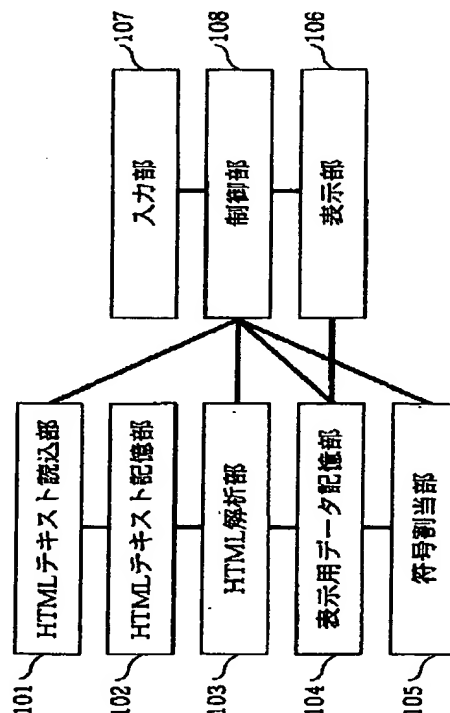 101
HTMLテキスト読込部
102
HTMLテキスト記憶部
103
HTML解析部
104
表示用データ記憶部
105
符号割当部
入力部
107
制御部
108
表示部
106